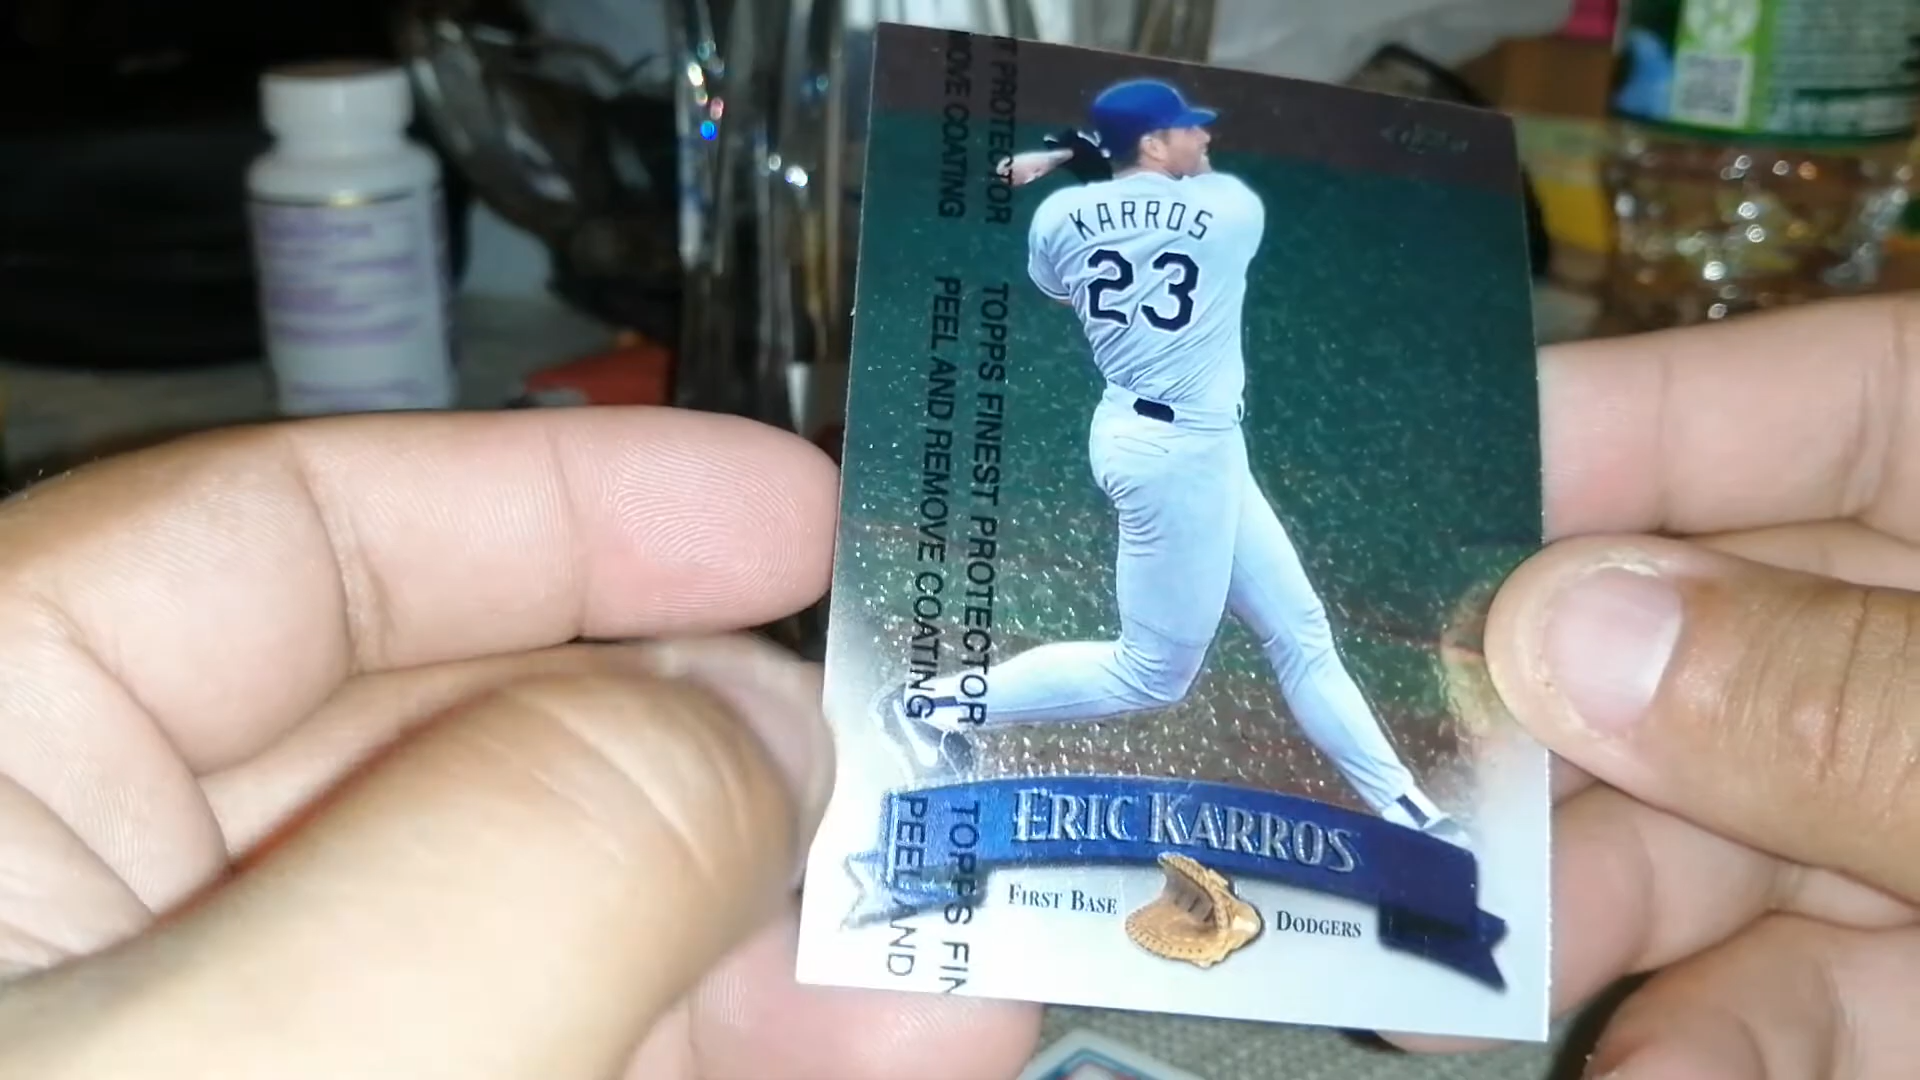 T PROTECTOR TOPPS FINEST PROTECTOR TOPPS FIN
MOVE COATING PEEL AND REMOVE COATING PEEL AND
KARROS
23
ERIC KARROS
FIRST BASE
DODGERS